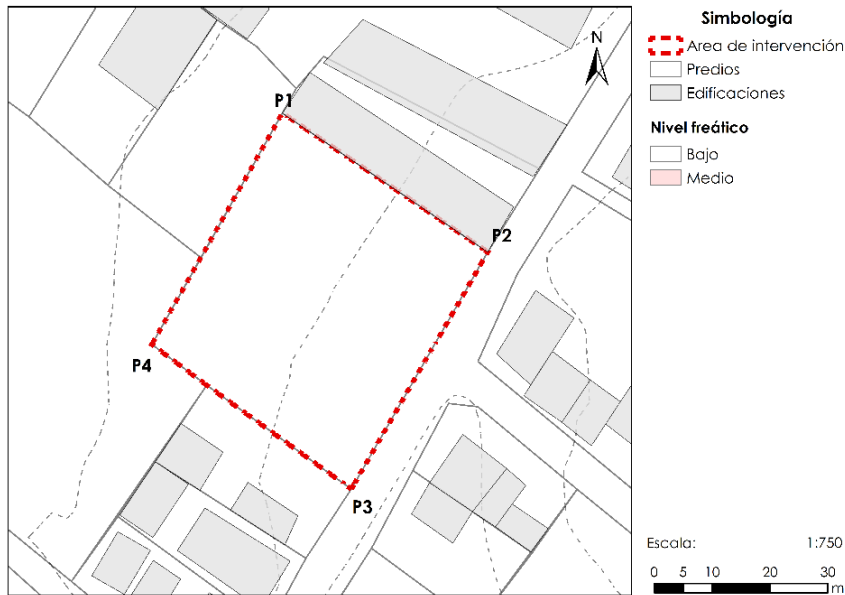 Simbología
Area de intervención
Predios
Edificaciones
Nivel freático
Bajo
Medio
N
P1
P2
P3
P4
Escala: 1:750
0 5 10 20 30
m